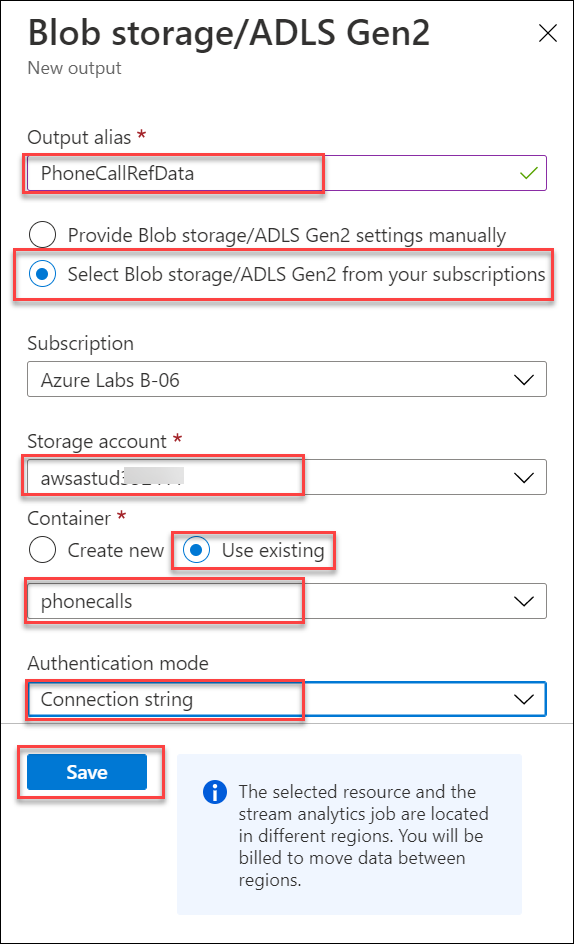 Blob storage/ADLS Gen2
New output
Output alias *
PhoneCallRefData
Provide Blob storage/ADLS Gen2 settings manually
Select Blob storage/ADLS Gen2 from your subscriptions
Subscription
Azure Labs B-06
Storage account *
Container *
Create new
Use existing
phonecalls
Authentication mode
Connection string
Save
The selected resource and the
stream analytics job are located
in different regions. You will be
billed to move data between
regions.